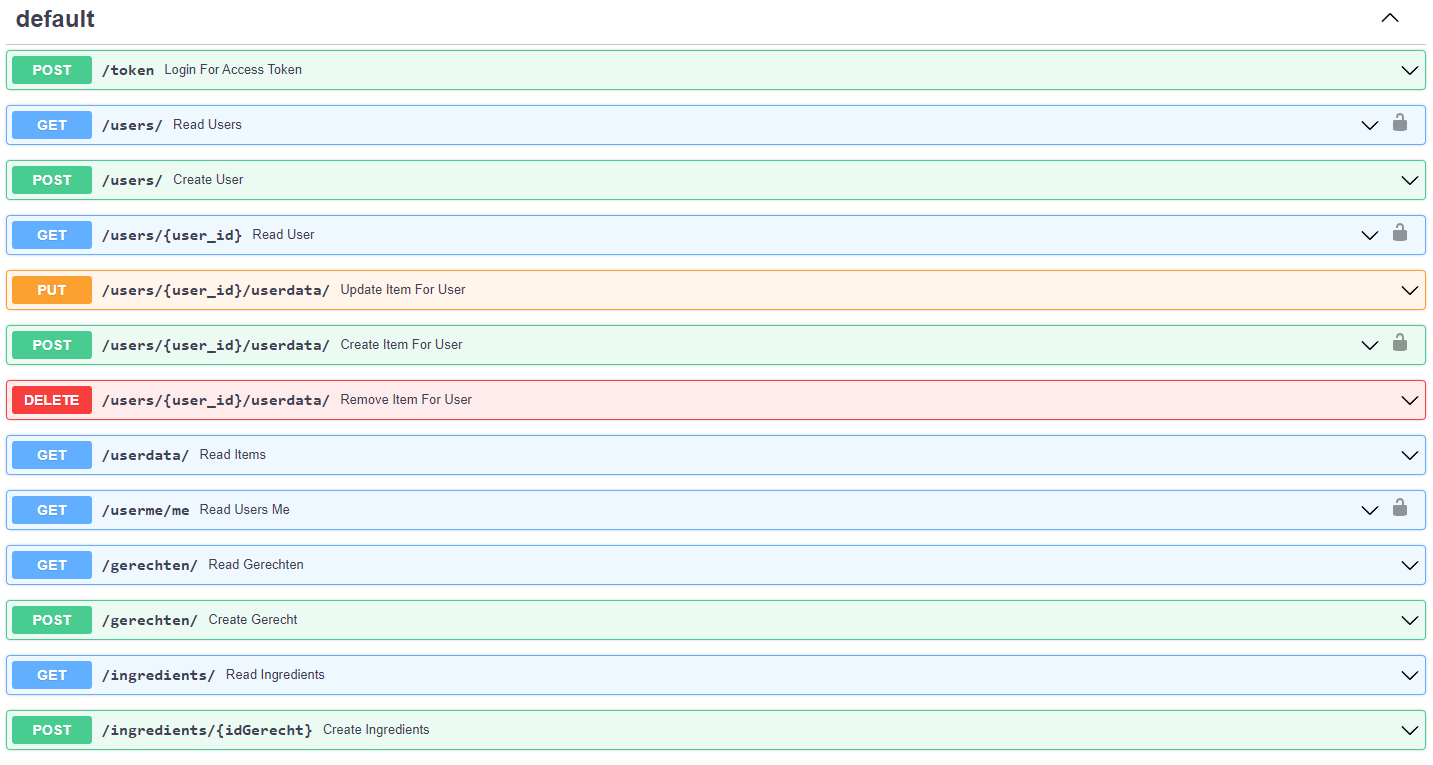 default
POST /token Login For Access Token
GET /users/ Read Users
POST /users/ Create User
GET /users/{user_id} Read User
PUT /users/{user_id}/userdata/ Update Item For User
POST /users/{user_id}/userdata/ Create Item For User
DELETE /users/{user_id}/userdata/ Remove Item For User
GET /userdata/ Read Items
GET /userme/me Read Users Me
GET /gerechten/ Read Gerechten
POST /gerechten/ Create Gerecht
GET /ingredients/ Read Ingredients
POST /ingredients/{idGerecht} Create Ingredients